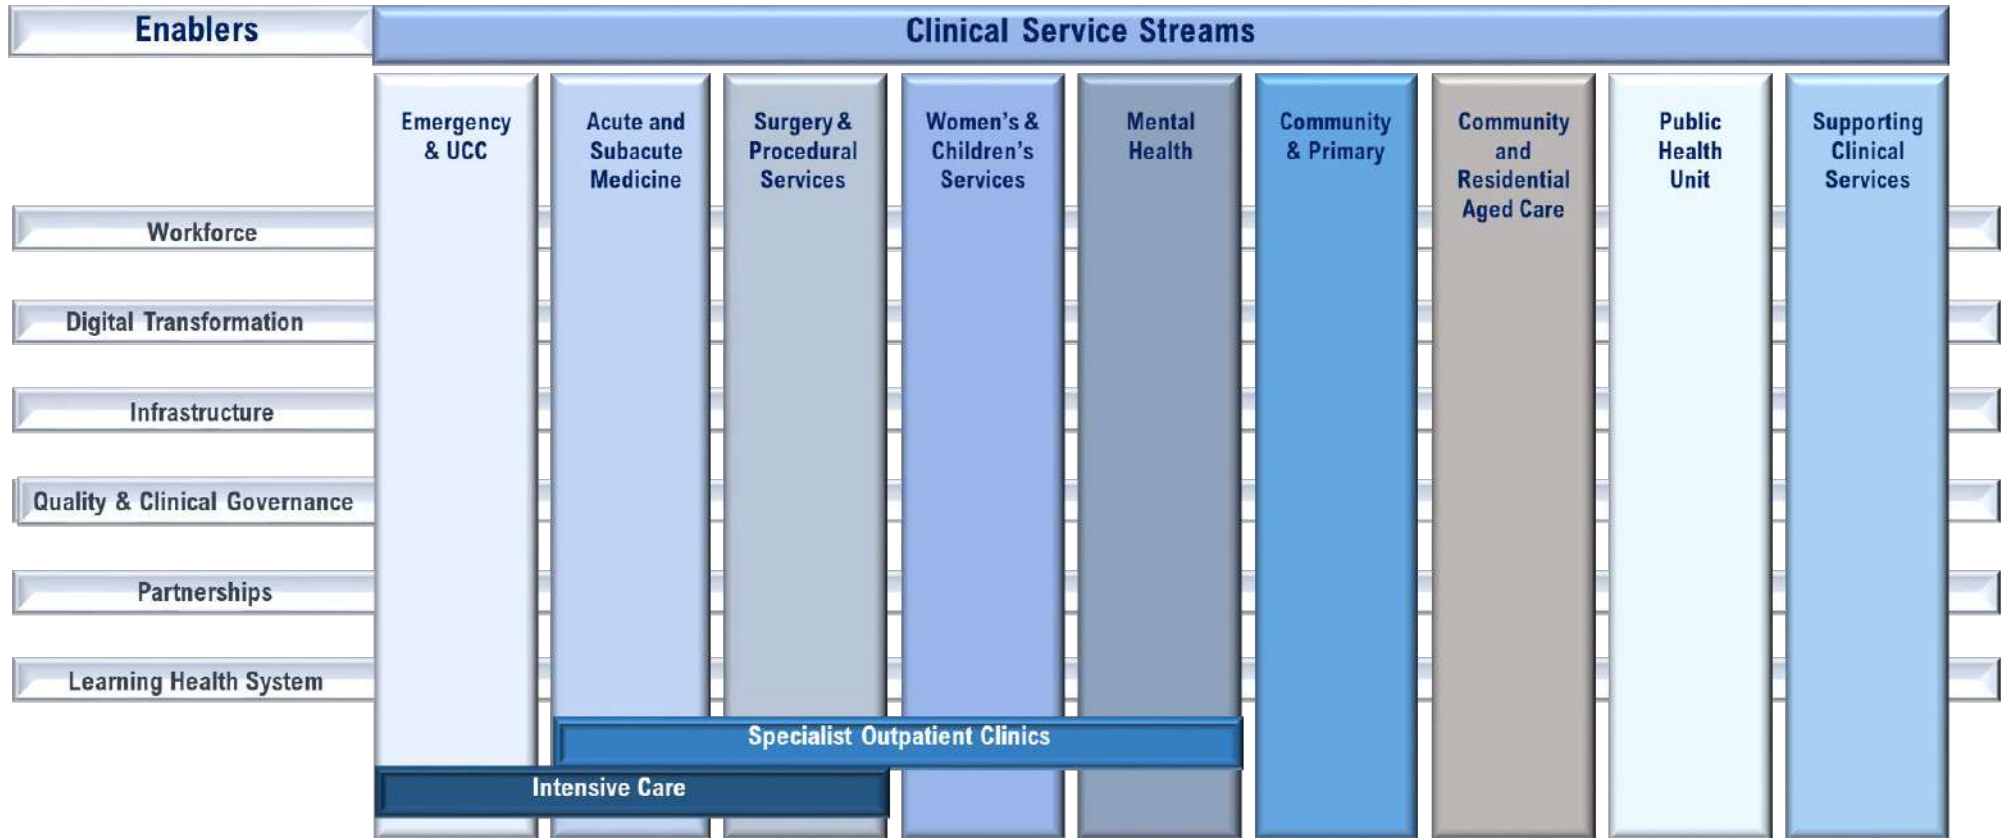 Enablers
Clinical Service Streams
Emergency
& UCC
Acute and
Subacute
Medicine
Surgery &
Procedural
Services
Women's &
Children's
Services
Mental
Health
Community
& Primary
Community
and
Residential
Aged Care
Public
Health
Unit
Supporting
Clinical
Services
Workforce
Digital Transformation
Infrastructure
Quality & Clinical Governance
Partnerships
Learning Health System
Specialist Outpatient Clinics
Intensive Care